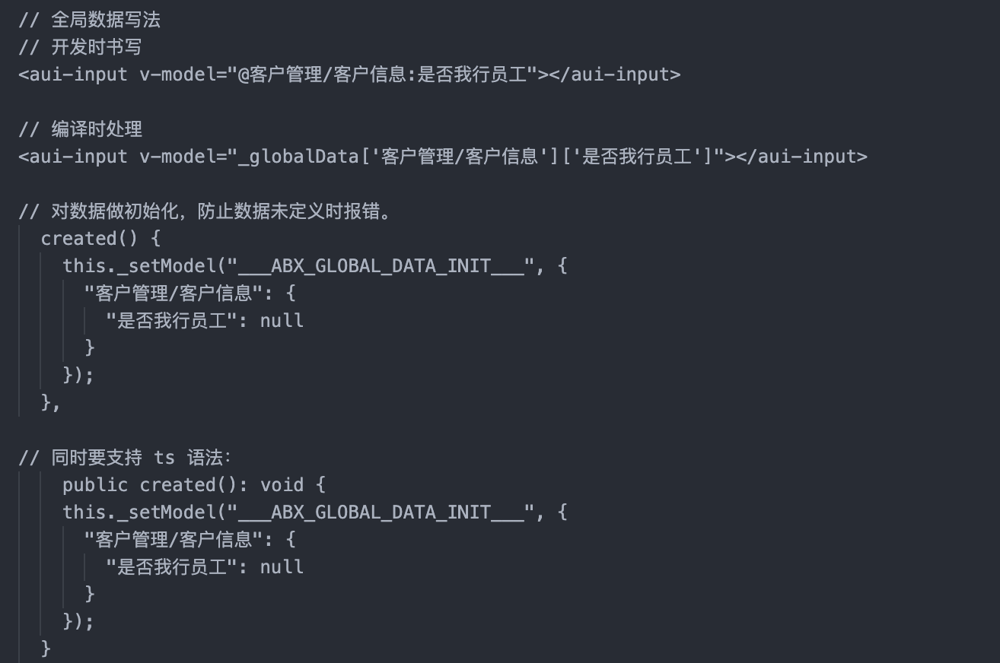 // 全局数据写法
// 开发时书写
<aui-input v-model="@客户管理/客户信息:是否我行员工"></aui-input>
// 编译时处理
<aui-input v-model="_globalData['客户管理/客户信息']['是否我行员工']"></aui-input>
// 对数据做初始化，防止数据未定义时报错。
created() {
this._setModel("___ABX_GLOBAL_DATA_INIT___", {
"客户管理/客户信息": {
"是否我行员工": null
}
});
},
// 同时要支持 ts 语法：
public created(): void {
this._setModel("___ABX_GLOBAL_DATA_INIT___", {
"客户管理/客户信息": {
"是否我行员工": null
}
});
}